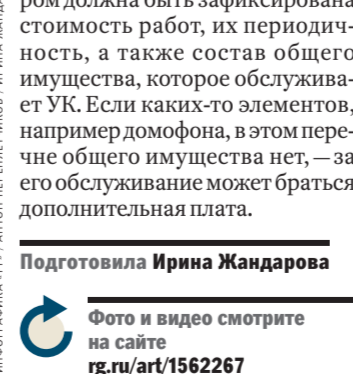 ром должна быть зафиксирована
стоимость работ, их периодич-
ность, а также состав общего
имущества, которое обслужива-
ет УК. Если каких-то элементов,
например домофона, в этом пере-
чне общего имущества нет, — за
его обслуживание может браться
дополнительная плата.
Подготовила Ирина Жандарова
Фото и видео смотрите
на сайте
rg.ru/art/1562267